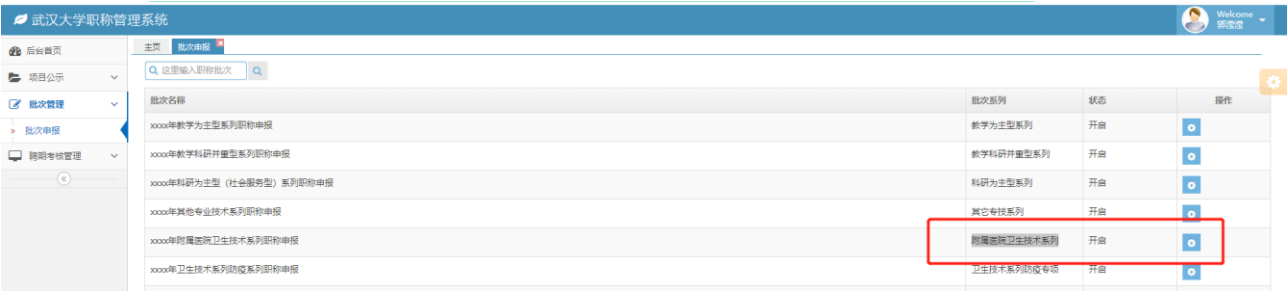 武汉大学职称管理系统
Welcome
郭滢滢
后台首页
项目公示
批次管理
批次申报
聘期考核管理
主页 批次申报
这里输入职称批次
批次名称 批次系列 状态 操作
xxxx年教学为主型系列职称申报 教学为主型系列 开启
xxxx年教学科研并重型系列职称申报 教学科研并重型系列 开启
xxxx年科研为主型（社会服务型）系列职称申报 科研为主型系列 开启
xxxx年其他专业技术系列职称申报 其它专技系列 开启
xxxx年附属医院卫生技术系列职称申报 附属医院卫生技术系列 开启
xxxx年卫生技术系列防疫系列职称申报 卫生技术系列防疫专项 开启